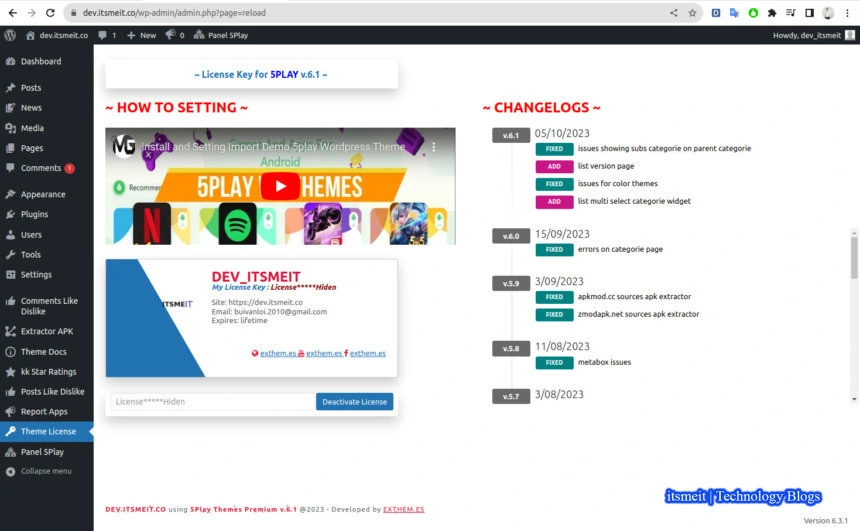 dev.itsmeit.co/wp-admin/admin.php?page=reload
dev.itsmeit.co 1 New 0 Panel 5Play
Howdy, dev_itsmeit
Dashboard
Posts
News
Media
Pages
Comments 1
Appearance
Plugins
Users
Tools
Settings
Comments Like
Dislike
Extractor APK
Theme Docs
kk Star Ratings
Posts Like Dislike
Report Apps
Theme License
Panel 5Play
Collapse menu
~ License Key for 5PLAY v.6.1 ~
~ HOW TO SETTING ~
Install and Setting Import Demo 5play Wordpress Theme
Android
Recommen
5PLAY WP THEMES
DEV_ITSMEIT
My License Key : License*****Hiden
ITSMEIT
Site: https://dev.itsmeit.co
Email: buivanloi.2010@gmail.com
Expires: lifetime
exthem.es exthem.es exthem.es
License*****Hiden
Deactivate License
~ CHANGELOGS ~
v.6.1 05/10/2023
FIXED issues showing subs categorie on parent categorie
ADD list version page
FIXED issues for color themes
ADD list multi select categorie widget
v.6.0 15/09/2023
FIXED errors on categorie page
v.5.9 3/09/2023
FIXED apkmod.cc sources apk extractor
FIXED zmodapk.net sources apk extractor
v.5.8 11/08/2023
FIXED metabox issues
v.5.7 3/08/2023
itsmeit | Technology Blogs
DEV.ITSMEIT.CO using 5Play Themes Premium v.6.1 @2023 - Developed by EXTHEM.ES
Version 6.3.1